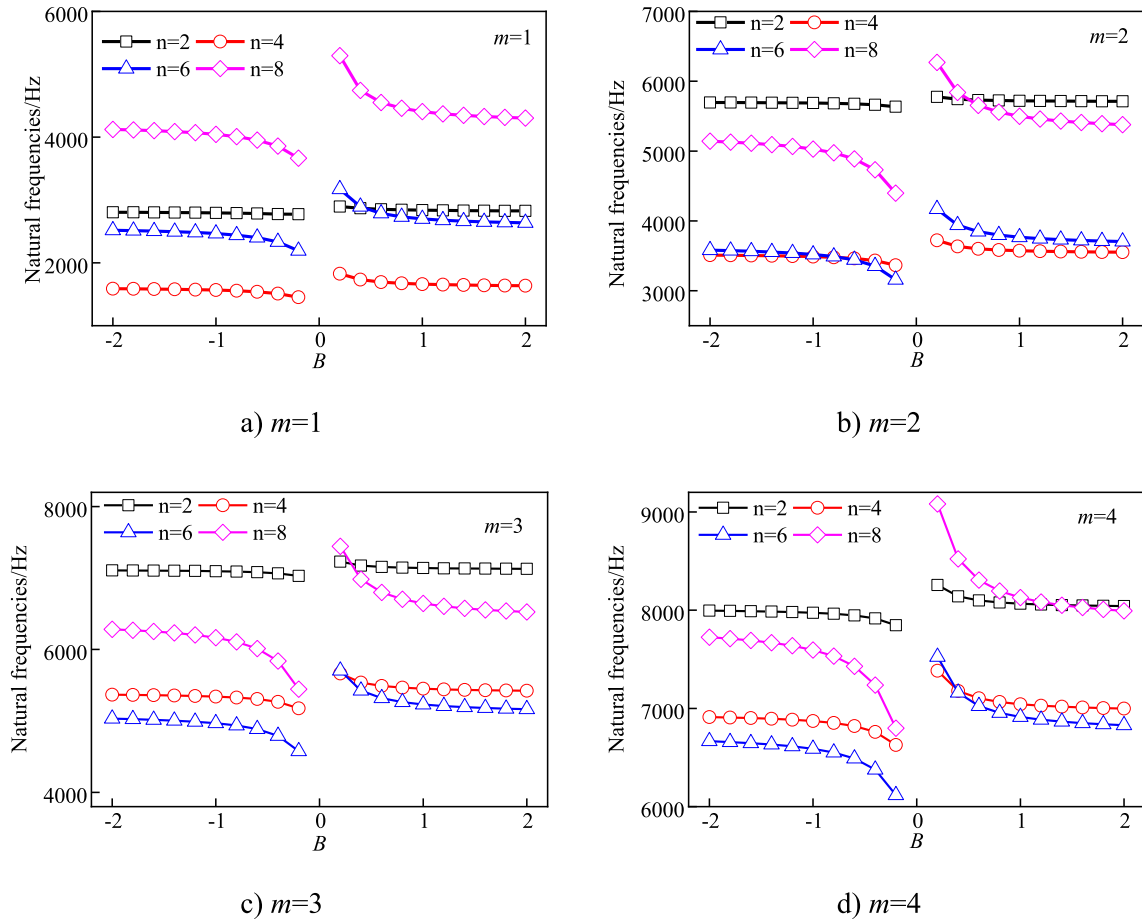 6000
4000
2000
Natural frequencies/Hz
n=2 n=4
n=6 n=8
m=1
-2 -1 0 1 2
B
a) m=1
7000
6000
5000
4000
3000
Natural frequencies/Hz
n=2 n=4
n=6 n=8
m=2
-2 -1 0 1 2
B
b) m=2
8000
6000
4000
Natural frequencies/Hz
n=2 n=4
n=6 n=8
m=3
-2 -1 0 1 2
B
c) m=3
9000
8000
7000
6000
Natural frequencies/Hz
n=2 n=4
n=6 n=8
m=4
-2 -1 0 1 2
B
d) m=4